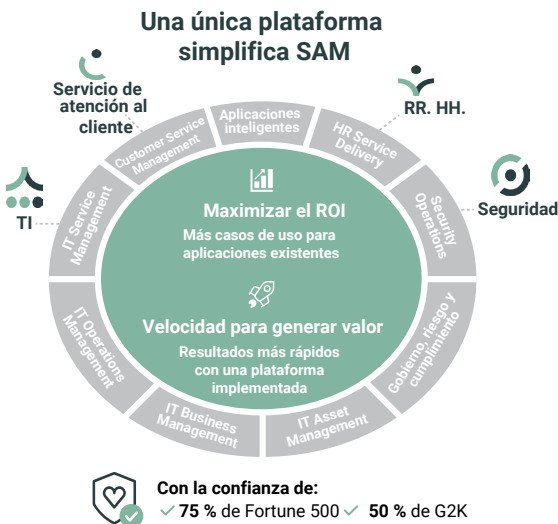 Una única plataforma
simplifica SAM
Servicio de
atención al
cliente
RR. HH.
TI
Seguridad
Aplicaciones
inteligentes
Customer Service
Management
HR Service
Delivery
IT Service
Management
Security
Operations
Maximizar el ROI
Más casos de uso para
aplicaciones existentes
Velocidad para generar valor
Resultados más rápidos
con una plataforma
implementada
IT Operations
Management
Gobierno, riesgo y
cumplimiento
IT Business
Management
IT Asset
Management
Con la confianza de:
75 % de Fortune 500 50 % de G2K